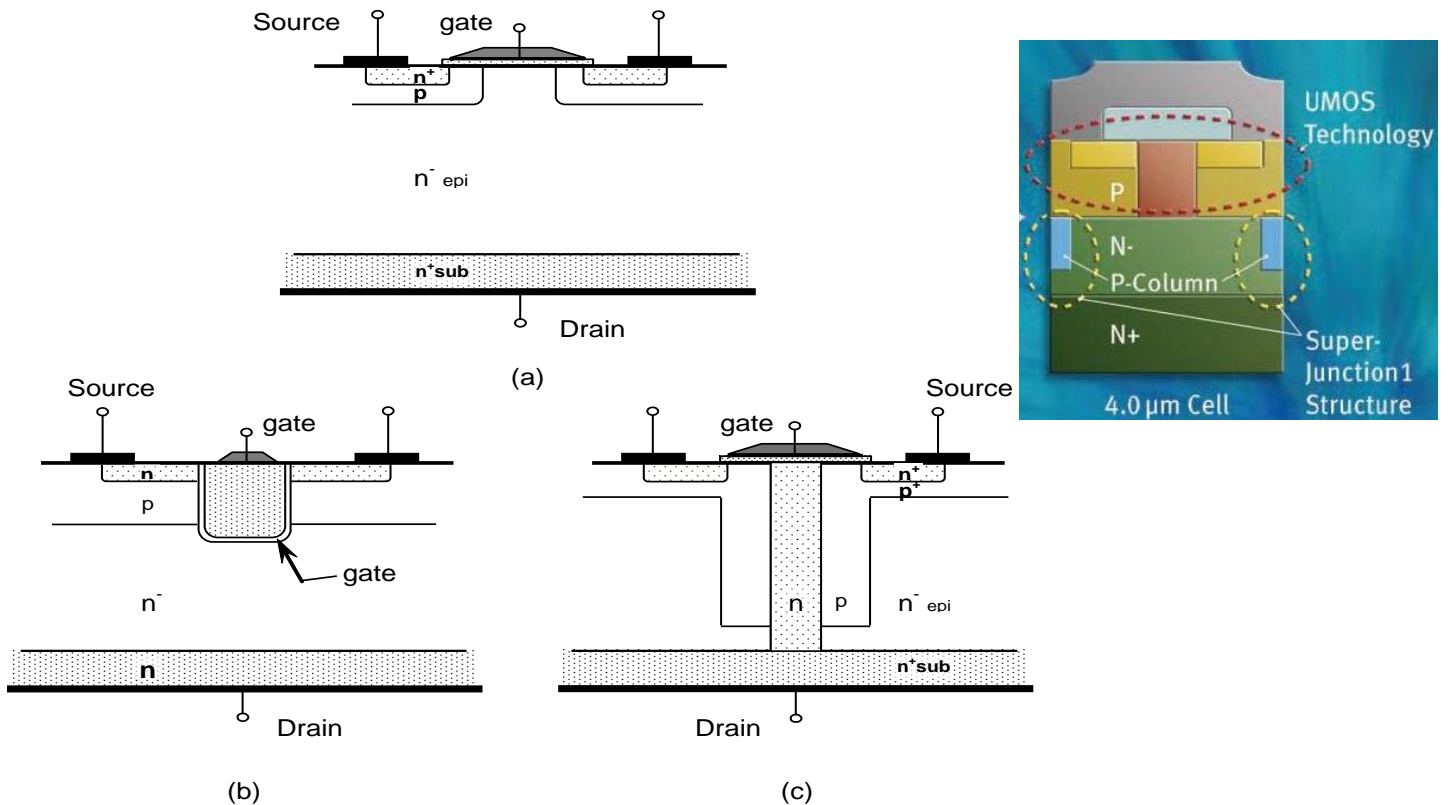 Source
gate
n+
p
n- epi
n+sub
Drain
(a)
UMOS
Technology
P
N-
P-Column
N+
4.0 µm Cell
Super-
Junction1
Structure
Source
gate
n
p
gate
n-
n
Drain
(b)
Source
gate
n+
p+
n
p
n- epi
n+sub
Drain
(c)